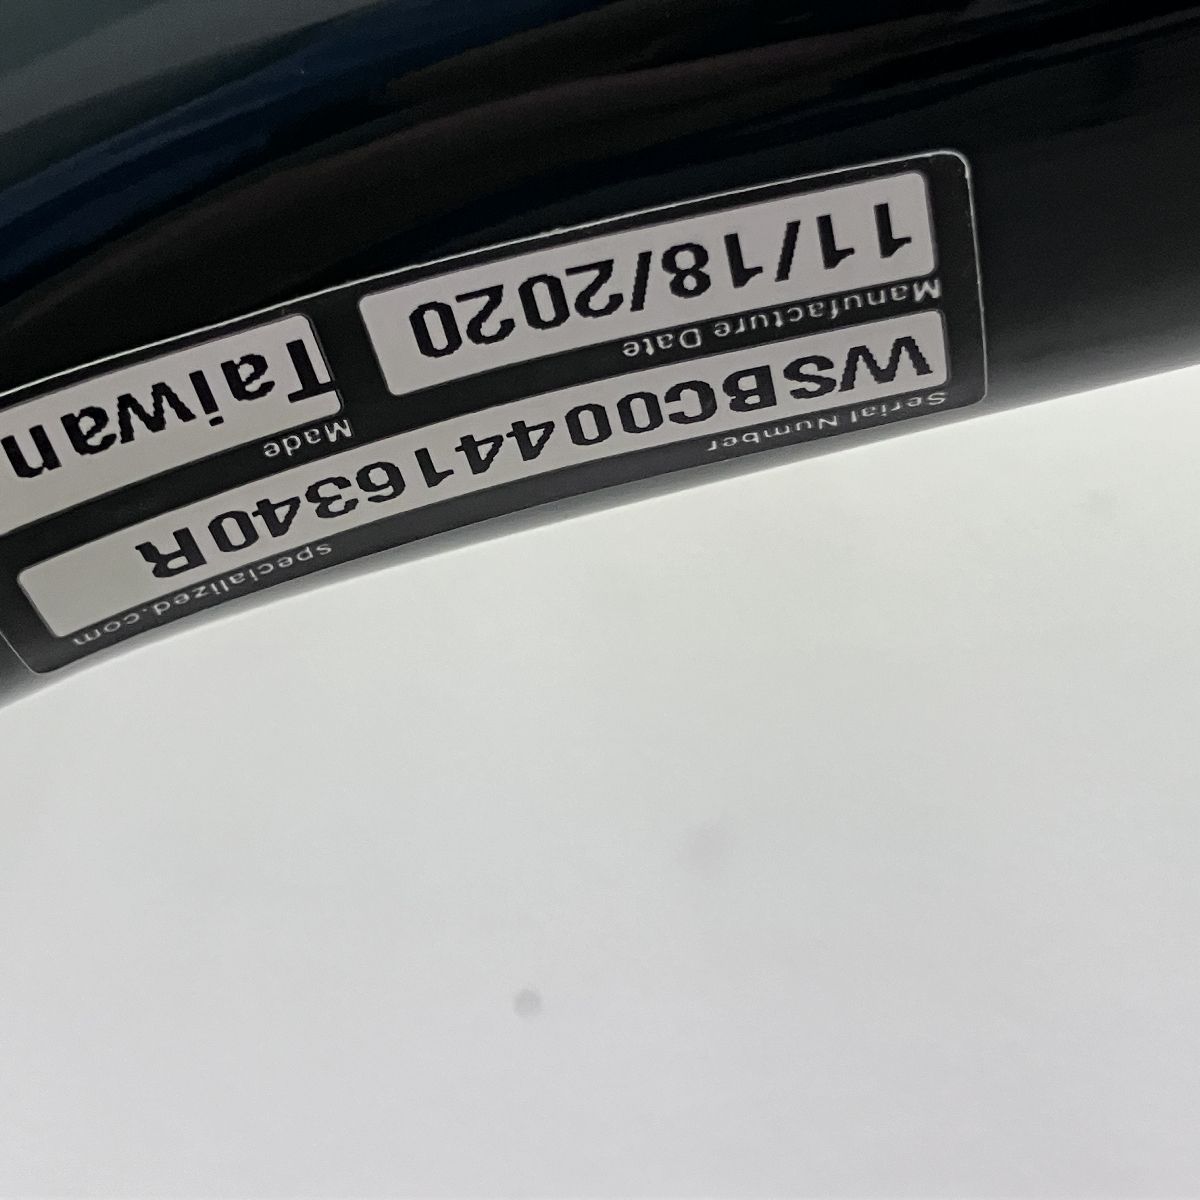 Serial Number
specialized.com
WSBC004416340R
Manufacture Date
Made
11/18/2020
Taiwan